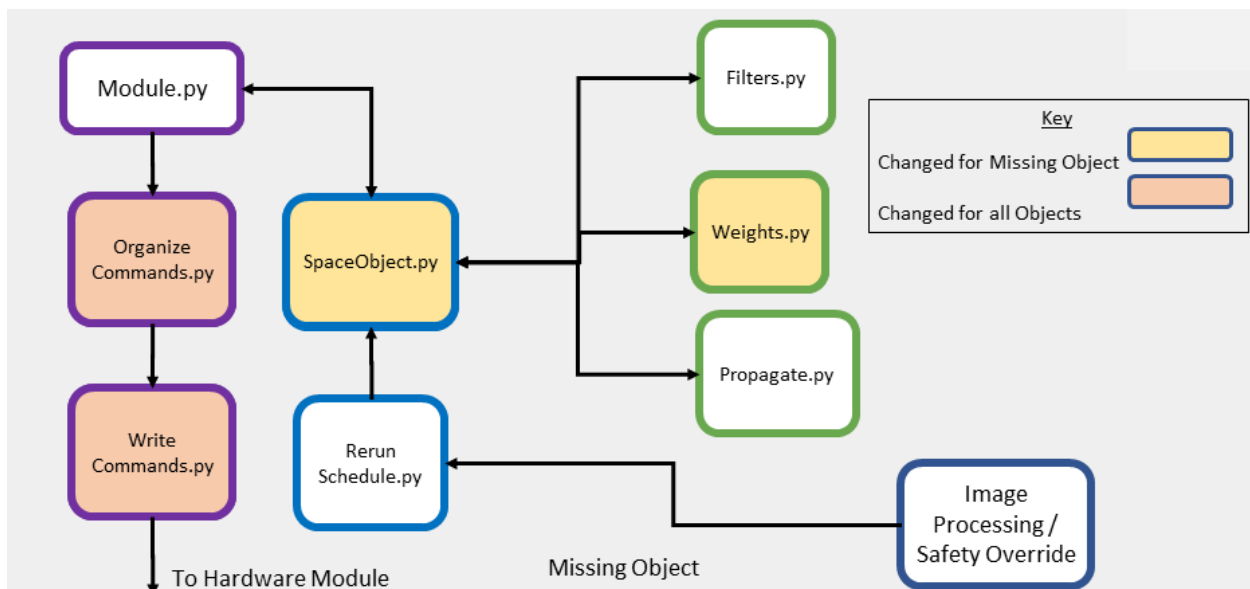 Module.py
Filters.py
Key
Changed for Missing Object
Changed for all Objects
Organize
Commands.py
SpaceObject.py
Weights.py
Propagate.py
Write
Commands.py
Rerun
Schedule.py
Image
Processing /
Safety Override
To Hardware Module
Missing Object